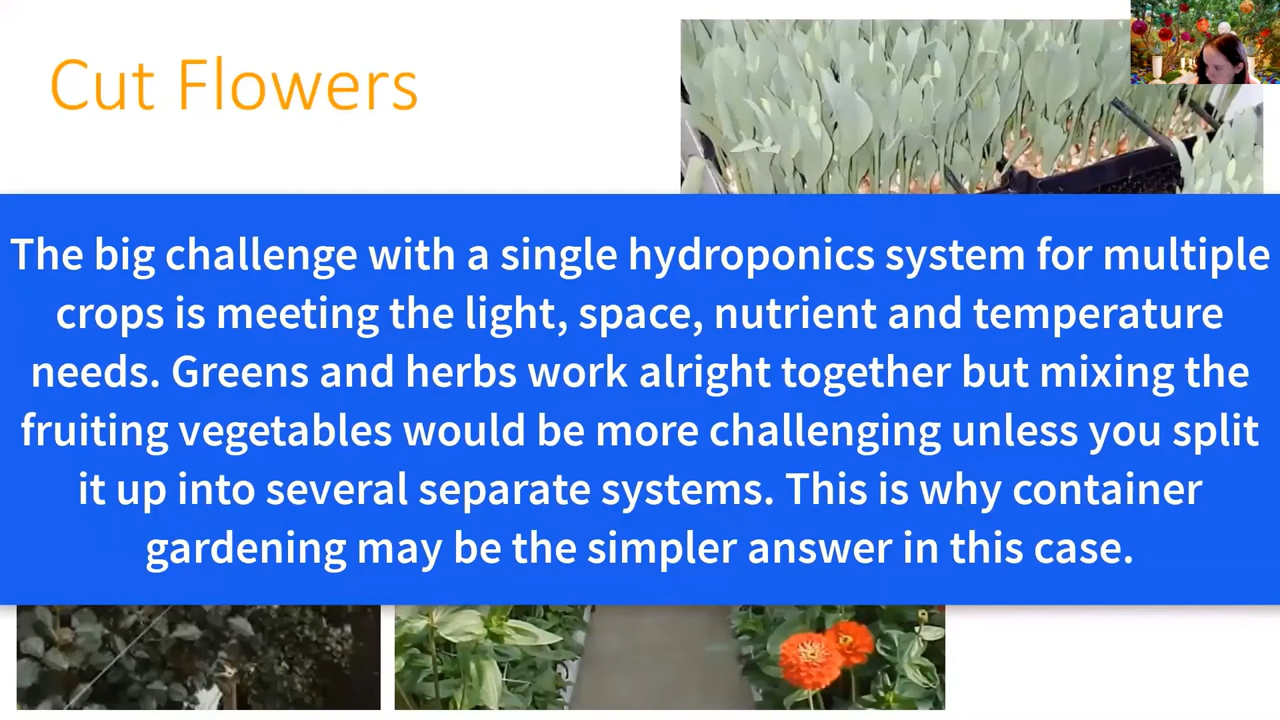 Cut Flowers
The big challenge with a single hydroponics system for multiple
crops is meeting the light, space, nutrient and temperature
needs. Greens and herbs work alright together but mixing the
fruiting vegetables would be more challenging unless you split
it up into several separate systems. This is why container
gardening may be the simpler answer in this case.